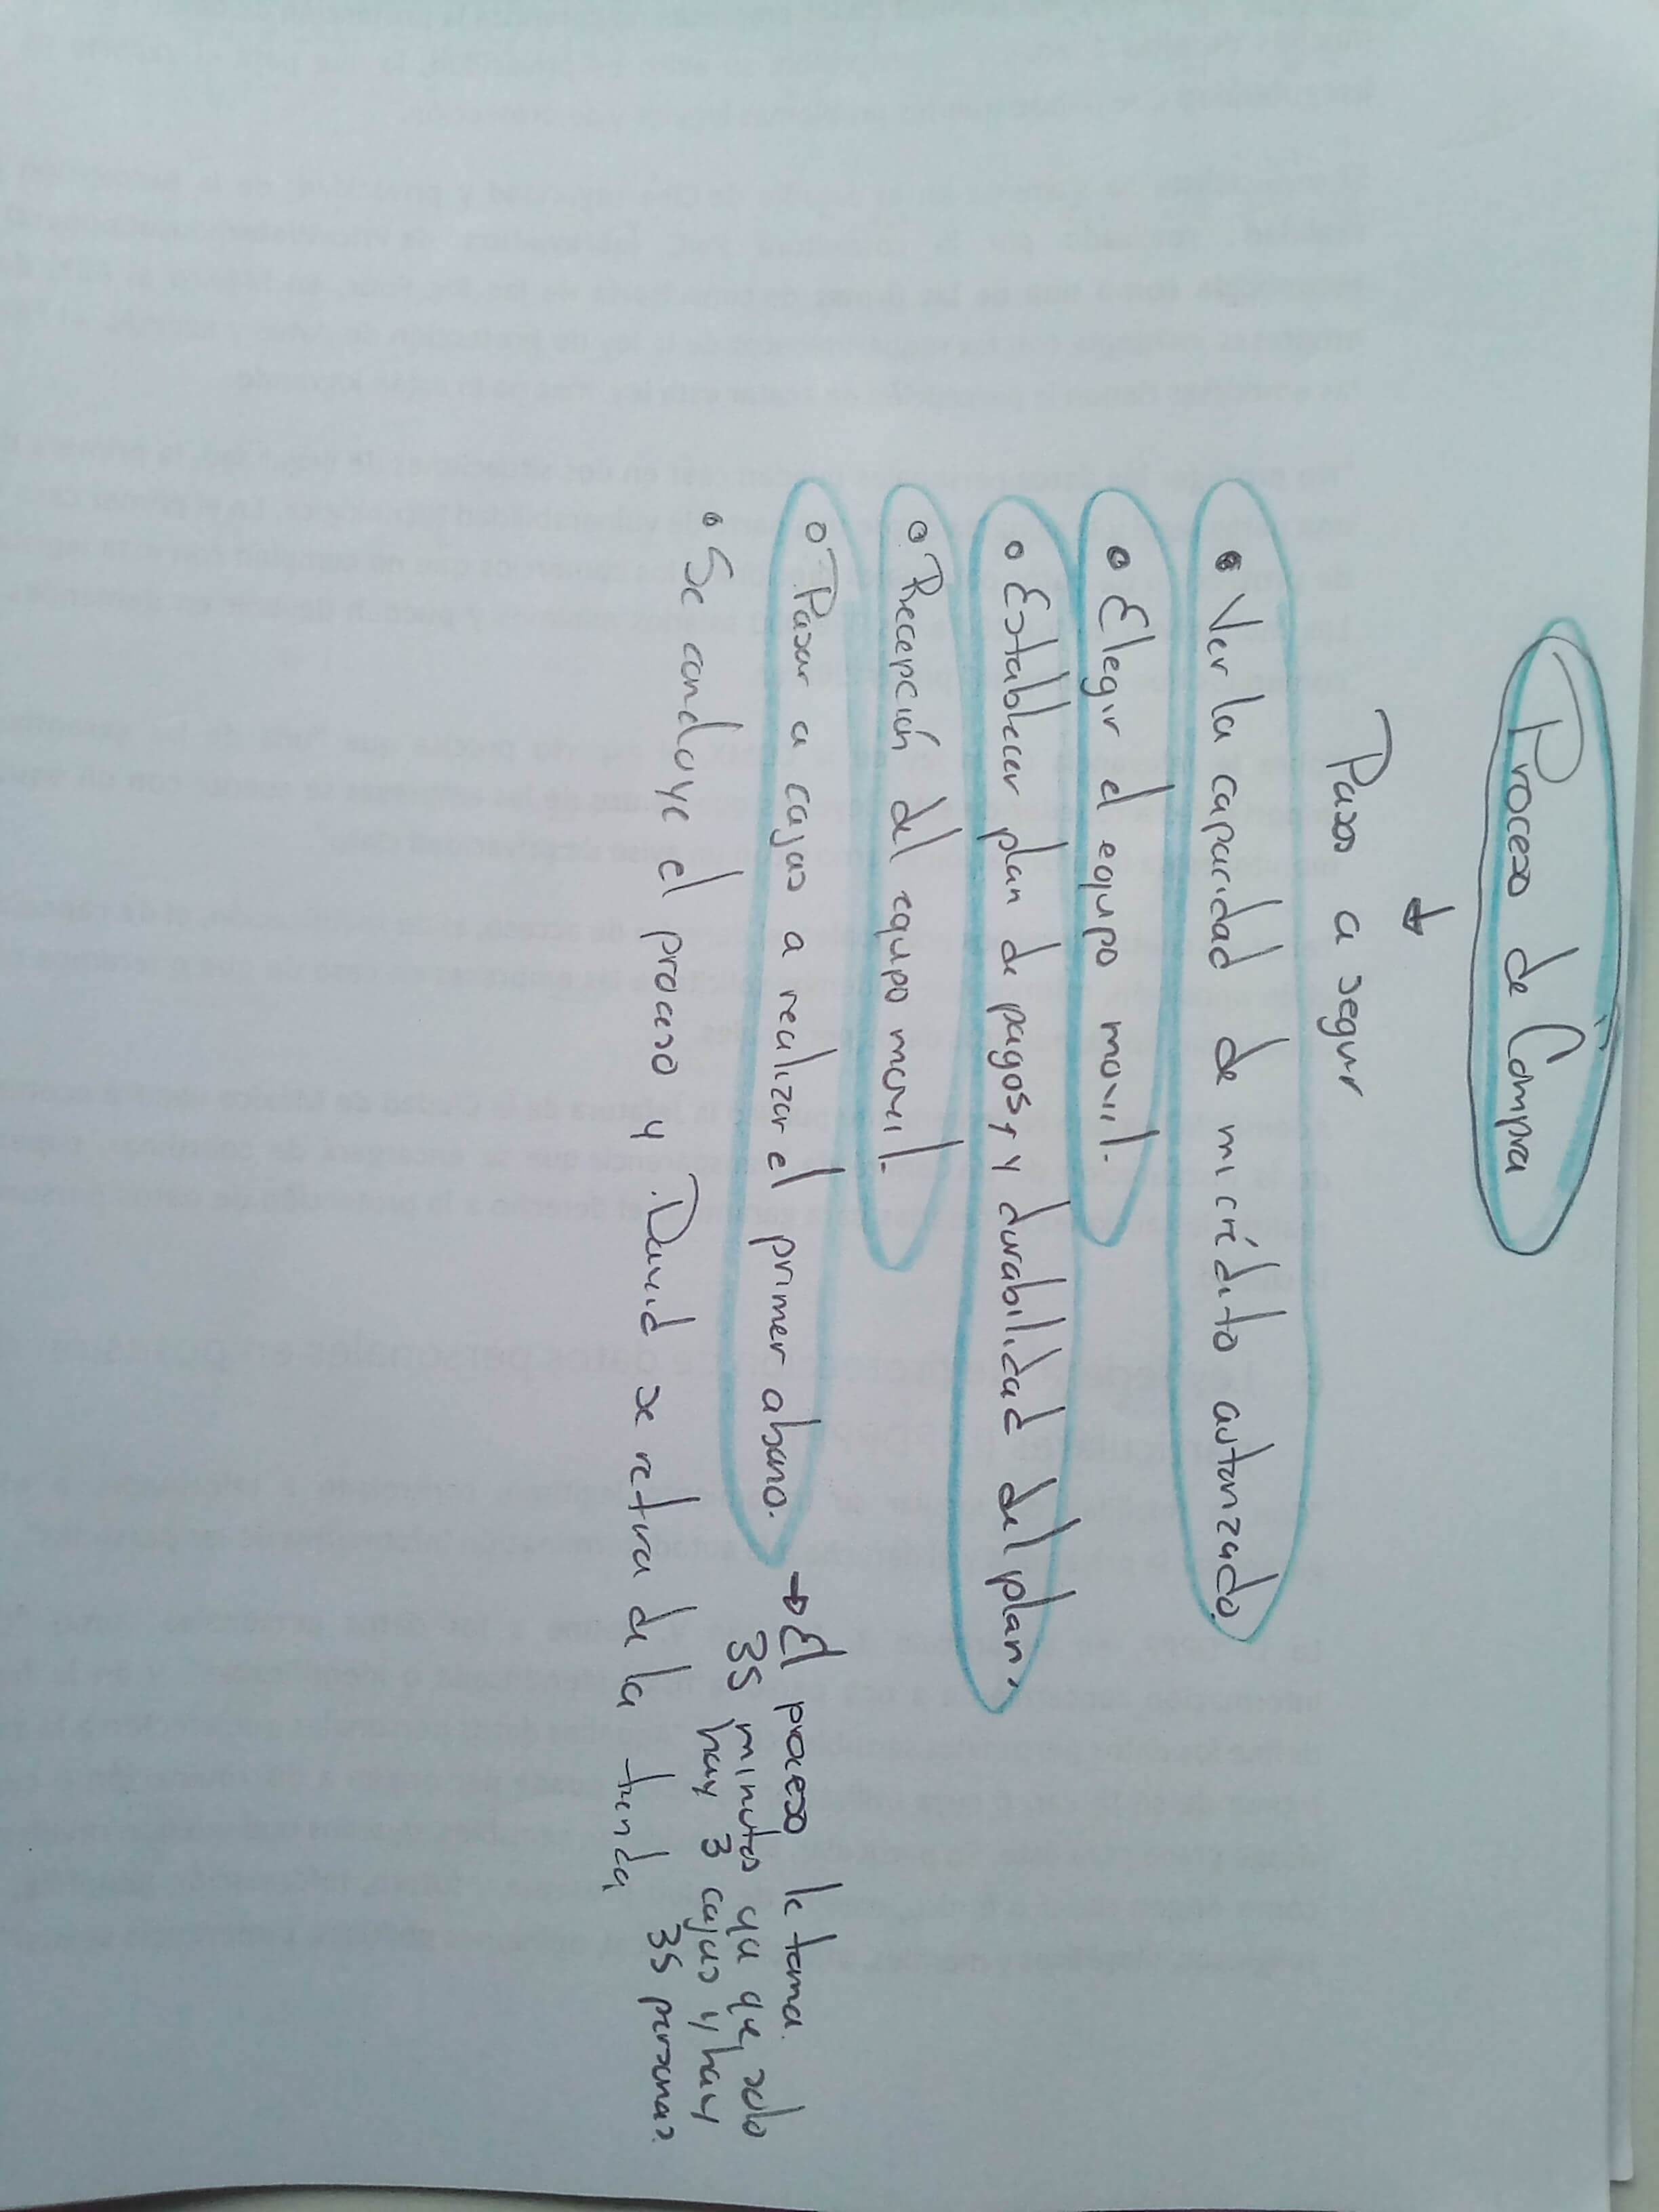 Proceso de Compra
Pasos a seguir
• Ver la capacidad de mi crédito autorizado.
• Elegir el equipo movil.
• Establecer plan de pagos, y durabilidad del plan.
• Recepción del equipo movil.
• Pasar a cajas a realizar el primer abono.
→ El proceso le toma
35 minutos ya que solo
hay 3 cajas y hay
35 personas.
• Se concluye el proceso y David se retira de la tienda